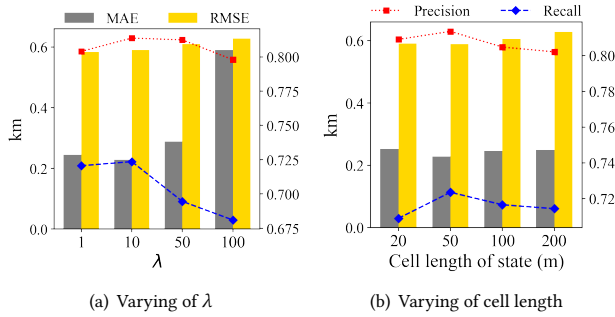 MAE RMSE
0.6
0.4
0.2
0.0
km
0.800
0.775
0.750
0.725
0.700
0.675
1 10 50 100
λ
(a) Varying of λ
Precision Recall
0.6
0.4
0.2
0.0
km
0.80
0.78
0.76
0.74
0.72
20 50 100 200
Cell length of state (m)
(b) Varying of cell length